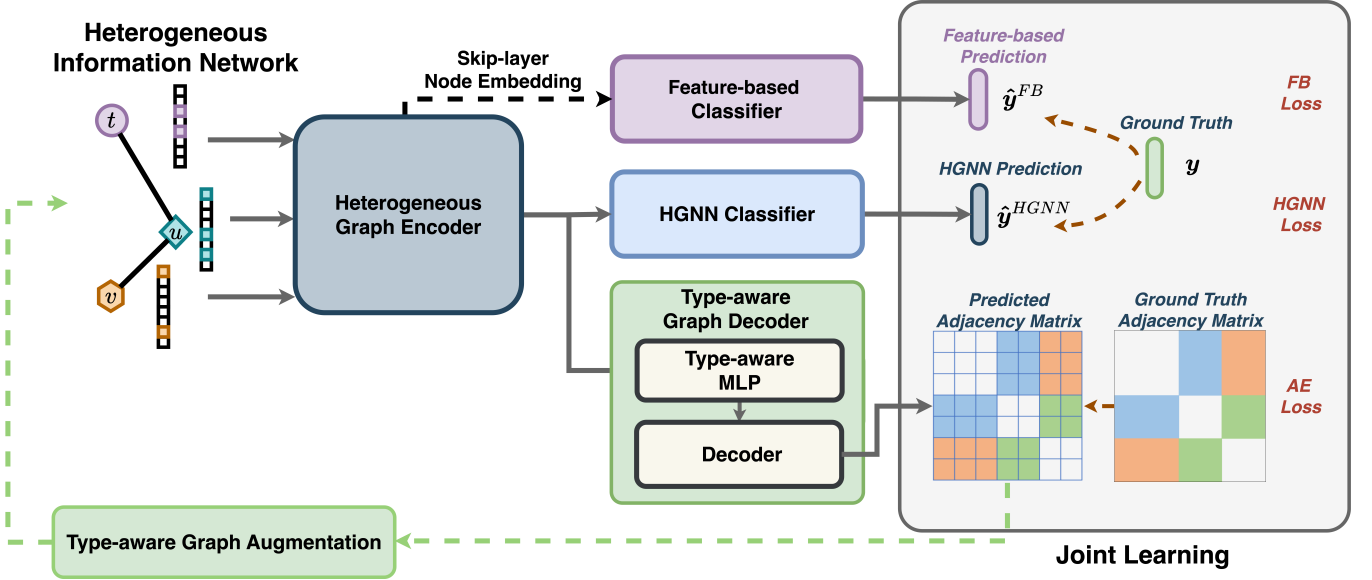 Heterogeneous
Information Network
t
u
v
Heterogeneous
Graph Encoder
Skip-layer
Node Embedding
Feature-based
Classifier
HGNN Classifier
Type-aware
Graph Decoder
Type-aware
MLP
Decoder
Feature-based
Prediction
ŷ^{FB}
FB
Loss
Ground Truth
y
HGNN Prediction
ŷ^{HGNN}
HGNN
Loss
Predicted
Adjacency Matrix
Ground Truth
Adjacency Matrix
AE
Loss
Joint Learning
Type-aware Graph Augmentation